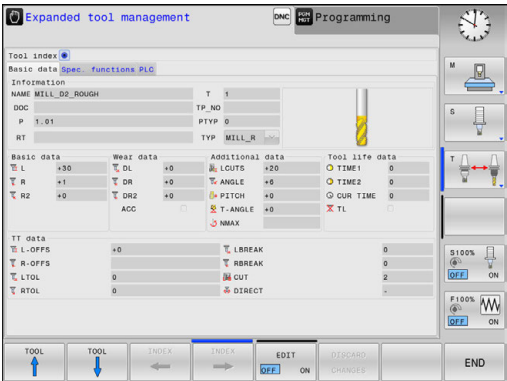 Expanded tool management
DNC
PGM MGT
Programming
Tool index
Basic data Spec. functions PLC
Information
NAME MILL_D2_ROUGH T 1
DOC TP_NO
P 1.01 PTYP 0
RT TYP MILL_R
Basic data Wear data Additional data Tool life data
L +30 DL +0 LCUTS +20 TIME1 0
R +1 DR +0 ANGLE +6 TIME2 0
R2 +0 DR2 +0 PITCH +0 CUR TIME 0
ACC T-ANGLE +0 TL
NMAX
TT data
L-OFFS +0 LBREAK 0
R-OFFS RBREAK 0
LTOL 0 CUT 2
RTOL 0 DIRECT -
M
S
T
S100%
OFF ON
F100%
OFF ON
TOOL TOOL INDEX INDEX EDIT DISCARD END
OFF ON CHANGES